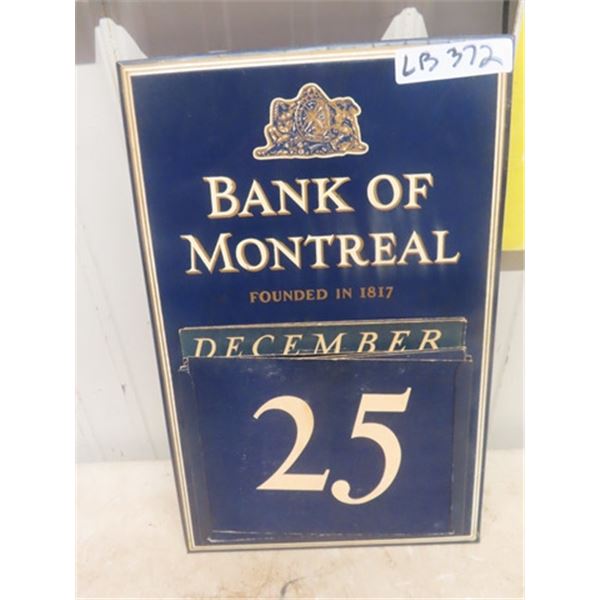 LB 372
BANK OF
MONTREAL
FOUNDED IN 1817
DECEMBER
25